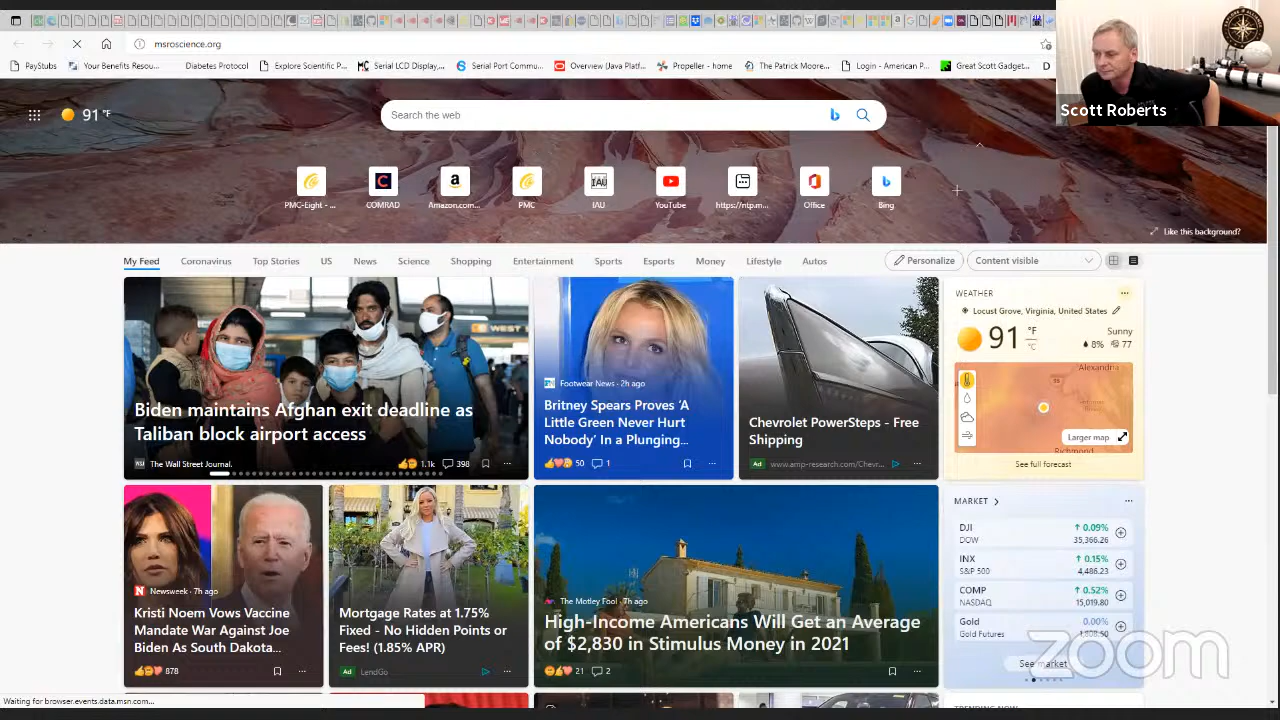 msroscience.org
PayStubs
Your Benefits Resou...
Diabetes Protocol
Explore Scientific P...
Serial LCD Display,...
Serial Port Commu...
Overview (Java Platf...
Propeller - home
The Patrick Moore...
Login - American P...
Great Scott Gadget...
D
Scott Roberts
91 °F
Search the web
PMC-Eight - ...
COMRAD
Amazon.com...
PMC
IAU
IAU
YouTube
https://ntp.m...
Office
Bing
Like this background?
My Feed
Coronavirus
Top Stories
US
News
Science
Shopping
Entertainment
Sports
Esports
Money
Lifestyle
Autos
Personalize
Content visible
Biden maintains Afghan exit deadline as
Taliban block airport access
The Wall Street Journal.
1.1k
398
Footwear News · 2h ago
Britney Spears Proves ‘A
Little Green Never Hurt
Nobody’ In a Plunging...
50
1
Chevrolet PowerSteps - Free
Shipping
Ad
www.amp-research.com/Chevr...
WEATHER
Locust Grove, Virginia, United States
91 °F
°C
Sunny
8% 77
Alexandria
Richmond
Larger map
See full forecast
Newsweek · 7h ago
Kristi Noem Vows Vaccine
Mandate War Against Joe
Biden As South Dakota...
878
Mortgage Rates at 1.75%
Fixed - No Hidden Points or
Fees! (1.85% APR)
Ad
LendGo
The Motley Fool · 7h ago
High-Income Americans Will Get an Average
of $2,830 in Stimulus Money in 2021
21
2
MARKET
DJI
0.09%
DOW
35,366.26
INX
0.15%
S&P 500
4,486.23
COMP
0.52%
NASDAQ
15,019.80
Gold
0.00%
Gold Futures
1,808.50
See market
zoom
Waiting for browser.events.data.msn.com...